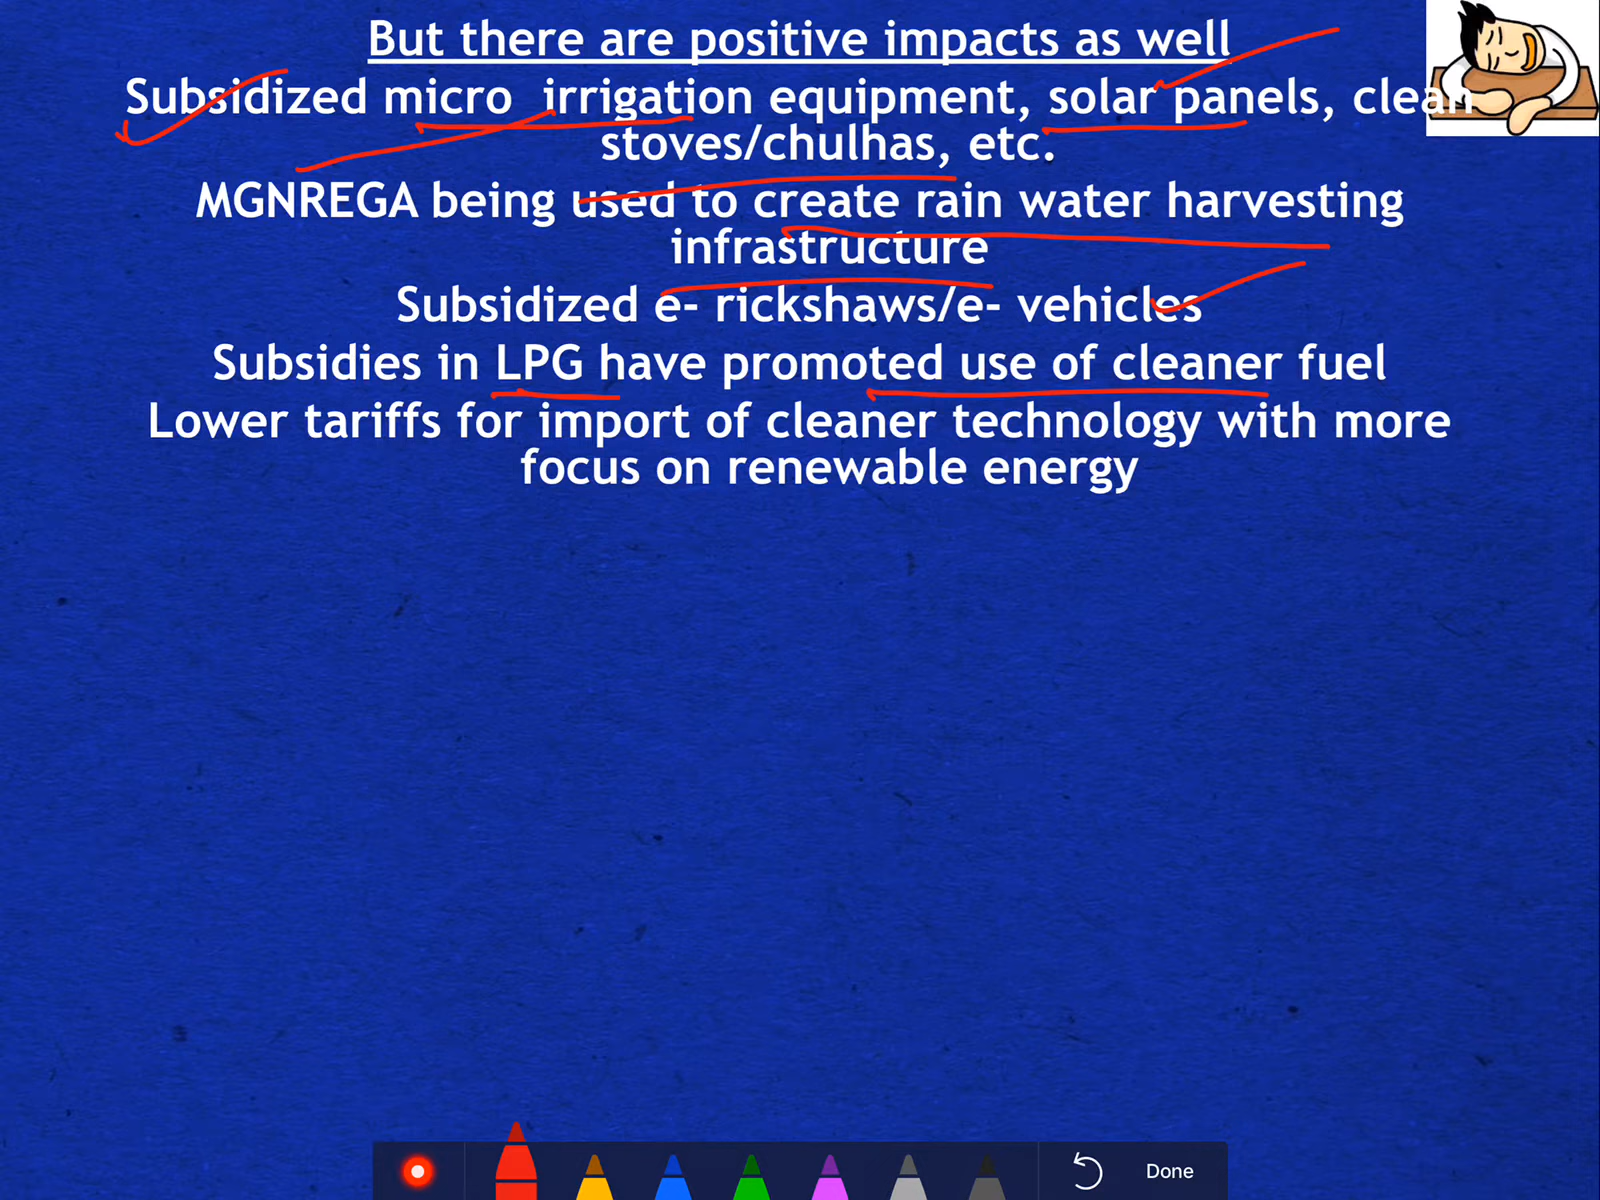 But there are positive impacts as well
Subsidized micro irrigation equipment, solar panels, clean
stoves/chulhas, etc.
MGNREGA being used to create rain water harvesting
infrastructure
Subsidized e- rickshaws/e- vehicles
Subsidies in LPG have promoted use of cleaner fuel
Lower tariffs for import of cleaner technology with more
focus on renewable energy
Done